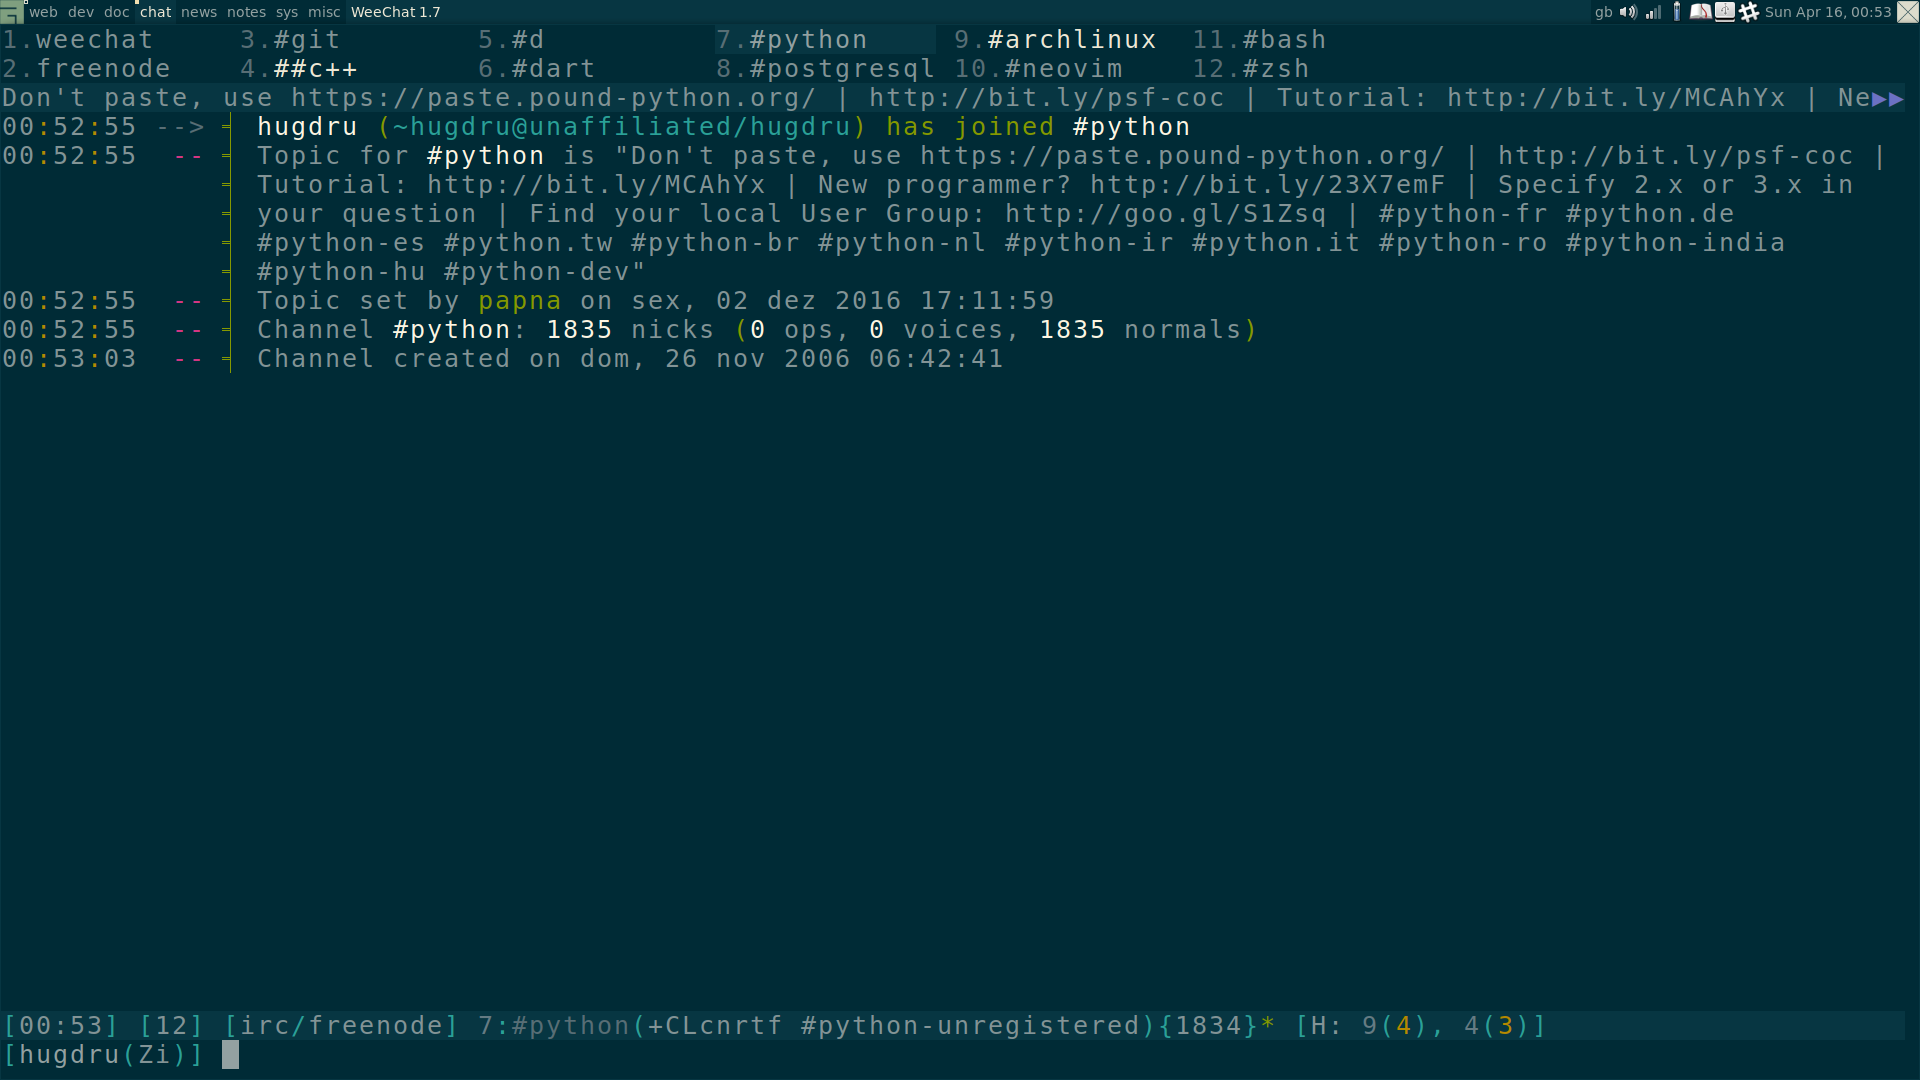 web dev doc chat news notes sys misc WeeChat 1.7 gb Sun Apr 16, 00:53
1.weechat 3.#git 5.#d 7.#python 9.#archlinux 11.#bash
2.freenode 4.##c++ 6.#dart 8.#postgresql 10.#neovim 12.#zsh
Don't paste, use https://paste.pound-python.org/ | http://bit.ly/psf-coc | Tutorial: http://bit.ly/MCAhYx | Ne▶▶
00:52:55 --> hugdru (~hugdru@unaffiliated/hugdru) has joined #python
00:52:55 -- Topic for #python is "Don't paste, use https://paste.pound-python.org/ | http://bit.ly/psf-coc |
Tutorial: http://bit.ly/MCAhYx | New programmer? http://bit.ly/23X7emF | Specify 2.x or 3.x in
your question | Find your local User Group: http://goo.gl/S1Zsq | #python-fr #python.de
#python-es #python.tw #python-br #python-nl #python-ir #python.it #python-ro #python-india
#python-hu #python-dev"
00:52:55 -- Topic set by papna on sex, 02 dez 2016 17:11:59
00:52:55 -- Channel #python: 1835 nicks (0 ops, 0 voices, 1835 normals)
00:53:03 -- Channel created on dom, 26 nov 2006 06:42:41
[00:53] [12] [irc/freenode] 7:#python(+CLcnrtf #python-unregistered){1834}* [H: 9(4), 4(3)]
[hugdru(Zi)]